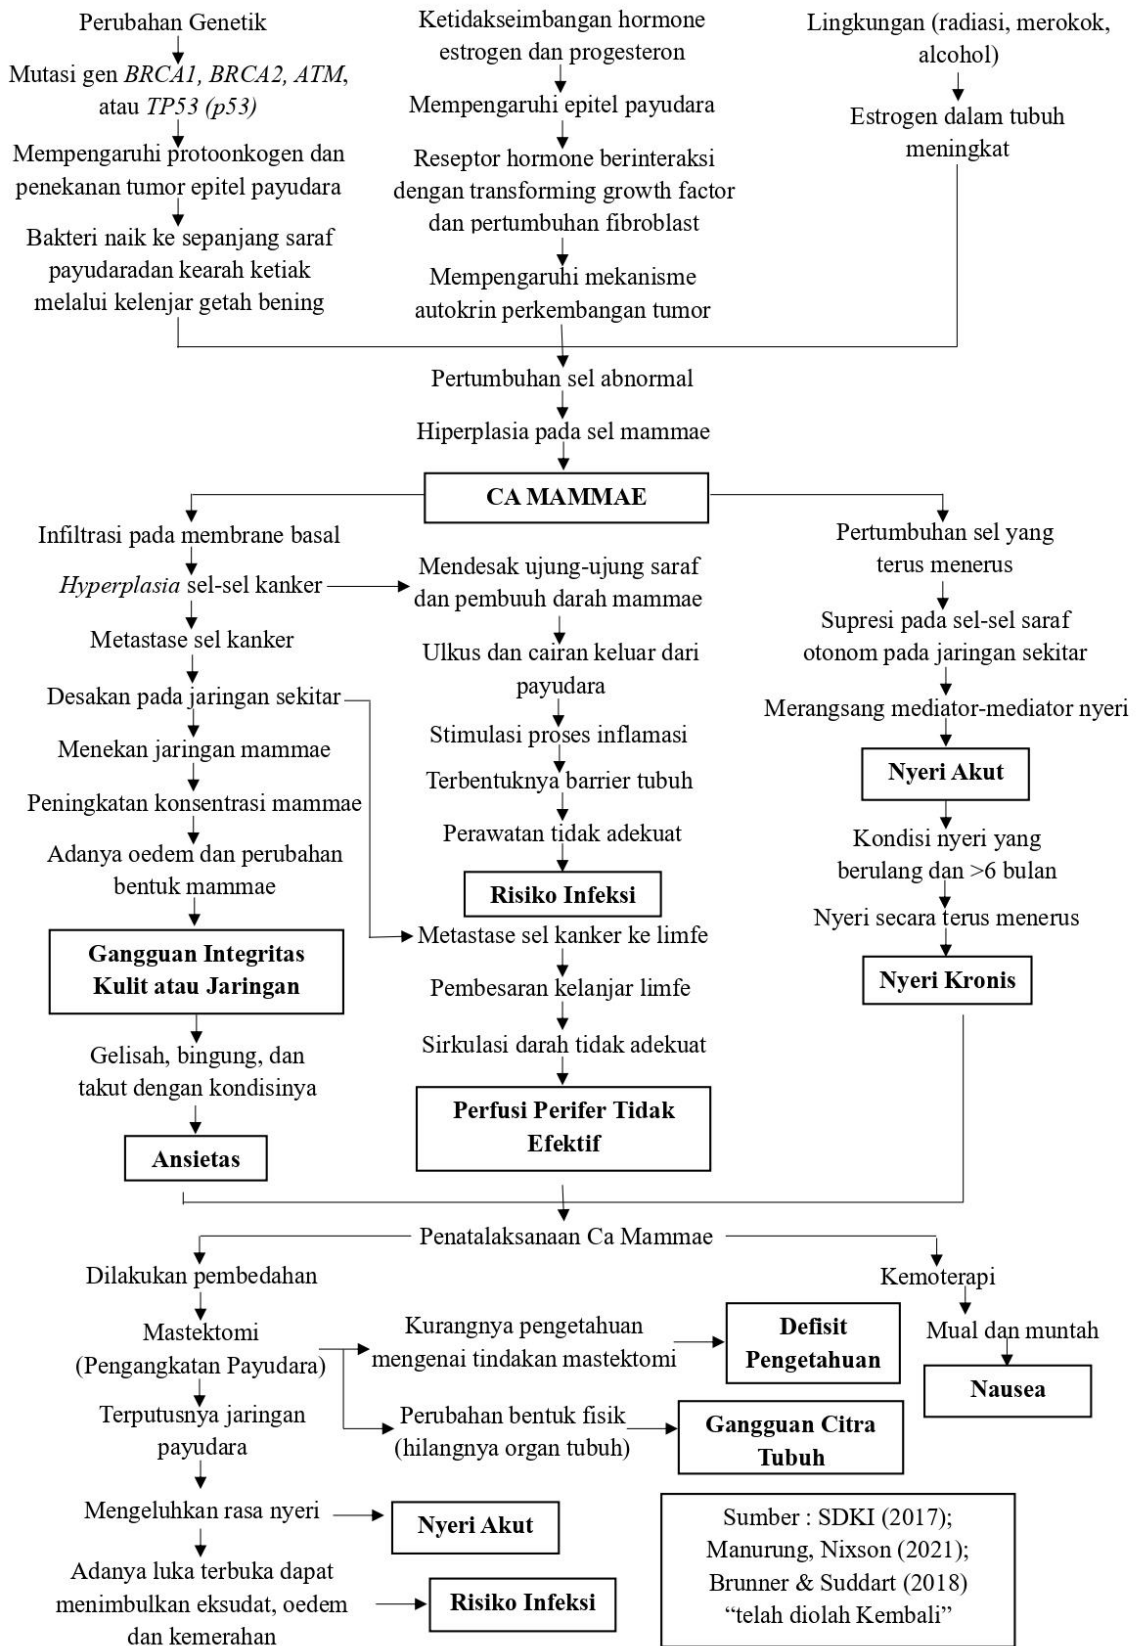 Perubahan Genetik
Mutasi gen BRCA1, BRCA2, ATM,
atau TP53 (p53)
Mempengaruhi protoonkogen dan
penekanan tumor epitel payudara
Bakteri naik ke sepanjang saraf
payudaradan kearah ketiak
melalui kelenjar getah bening
Ketidakseimbangan hormone
estrogen dan progesteron
Mempengaruhi epitel payudara
Reseptor hormone berinteraksi
dengan transforming growth factor
dan pertumbuhan fibroblast
Mempengaruhi mekanisme
autokrin perkembangan tumor
Lingkungan (radiasi, merokok,
alcohol)
Estrogen dalam tubuh
meningkat
Pertumbuhan sel abnormal
Hiperplasia pada sel mammae
CA MAMMAE
Infiltrasi pada membrane basal
Hyperplasia sel-sel kanker
Metastase sel kanker
Desakan pada jaringan sekitar
Menekan jaringan mammae
Peningkatan konsentrasi mammae
Adanya oedem dan perubahan
bentuk mammae
Gangguan Integritas
Kulit atau Jaringan
Gelisah, bingung, dan
takut dengan kondisinya
Ansietas
Mendesak ujung-ujung saraf
dan pembuuh darah mammae
Ulkus dan cairan keluar dari
payudara
Stimulasi proses inflamasi
Terbentuknya barrier tubuh
Perawatan tidak adekuat
Risiko Infeksi
Metastase sel kanker ke limfe
Pembesaran kelanjar limfe
Sirkulasi darah tidak adekuat
Perfusi Perifer Tidak
Efektif
Pertumbuhan sel yang
terus menerus
Supresi pada sel-sel saraf
otonom pada jaringan sekitar
Merangsang mediator-mediator nyeri
Nyeri Akut
Kondisi nyeri yang
berulang dan >6 bulan
Nyeri secara terus menerus
Nyeri Kronis
Penatalaksanaan Ca Mammae
Dilakukan pembedahan
Mastektomi
(Pengangkatan Payudara)
Terputusnya jaringan
payudara
Mengeluhkan rasa nyeri
Adanya luka terbuka dapat
menimbulkan eksudat, oedem
dan kemerahan
Kurangnya pengetahuan
mengenai tindakan mastektomi
Defisit
Pengetahuan
Perubahan bentuk fisik
(hilangnya organ tubuh)
Gangguan Citra
Tubuh
Nyeri Akut
Risiko Infeksi
Kemoterapi
Mual dan muntah
Nausea
Sumber : SDKI (2017);
Manurung, Nixson (2021);
Brunner & Suddart (2018)
“telah diolah Kembali”